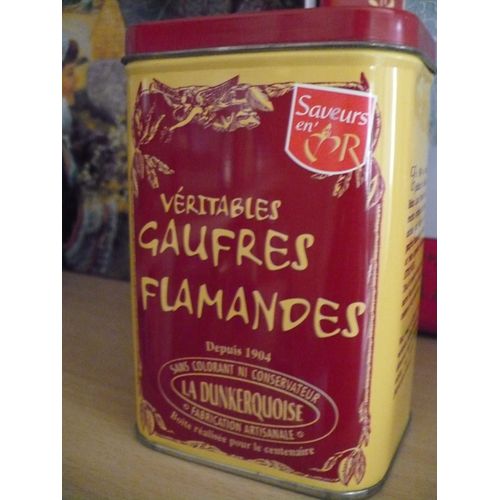 Saveurs
en' OR
VÉRITABLES
GAUFRES
FLAMANDES
Depuis 1904
SANS COLORANT NI CONSERVATEUR
LA DUNKERQUOISE
FABRICATION ARTISANALE
Boîte réalisée pour le centenaire